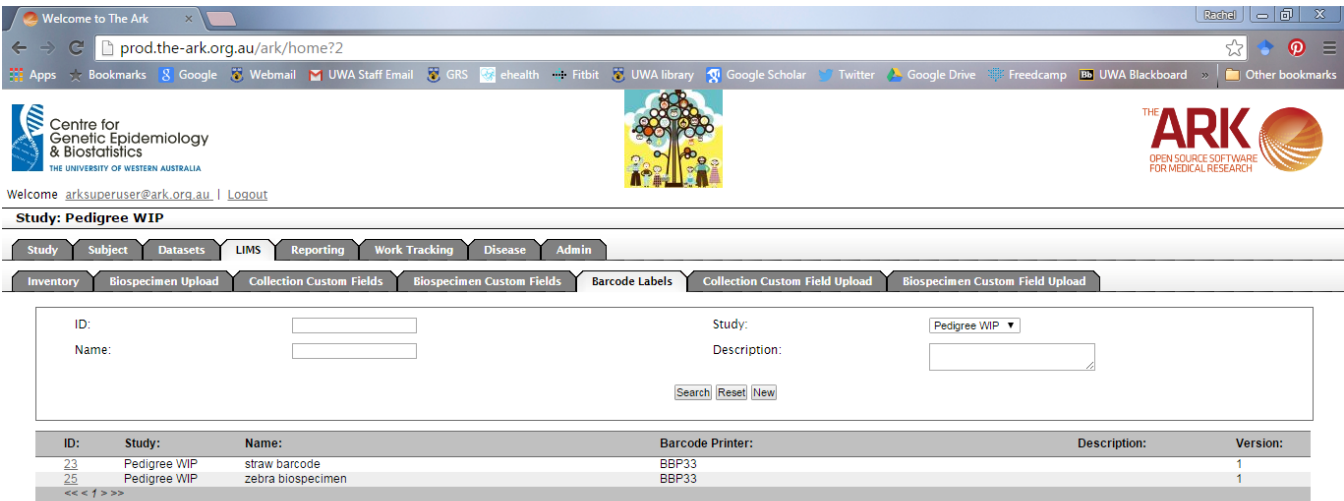 Welcome to The Ark
Rachel
prod.the-ark.org.au/ark/home?2
Apps Bookmarks Google Webmail UWA Staff Email GRS ehealth Fitbit UWA library Google Scholar Twitter Google Drive Freedcamp Bb UWA Blackboard » Other bookmarks
Centre for
Genetic Epidemiology
& Biostatistics
THE UNIVERSITY OF WESTERN AUSTRALIA
THE ARK
OPEN SOURCE SOFTWARE
FOR MEDICAL RESEARCH
Welcome arksuperuser@ark.org.au | Logout
Study: Pedigree WIP
Study Subject Datasets LIMS Reporting Work Tracking Disease Admin
Inventory Biospecimen Upload Collection Custom Fields Biospecimen Custom Fields Barcode Labels Collection Custom Field Upload Biospecimen Custom Field Upload
ID: Study: Pedigree WIP
Name: Description:
Search Reset New
ID: Study: Name: Barcode Printer: Description: Version:
23 Pedigree WIP straw barcode BBP33 1
25 Pedigree WIP zebra biospecimen BBP33 1
<< < 1 > >>